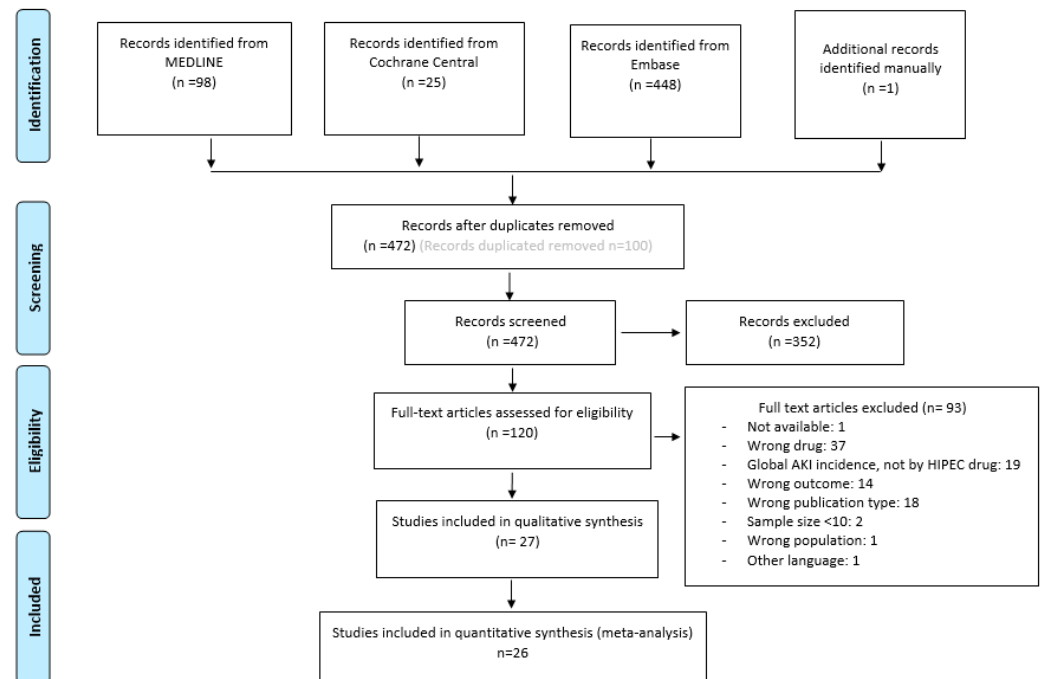 Identification
Records identified from
MEDLINE
(n =98)
Records identified from
Cochrane Central
(n =25)
Records identified from
Embase
(n =448)
Additional records
identified manually
(n =1)
Screening
Records after duplicates removed
(n =472) (Records duplicated removed n=100)
Records screened
(n =472)
Records excluded
(n =352)
Eligibility
Full-text articles assessed for eligibility
(n =120)
Full text articles excluded (n= 93)
- Not available: 1
- Wrong drug: 37
- Global AKI incidence, not by HIPEC drug: 19
- Wrong outcome: 14
- Wrong publication type: 18
- Sample size <10: 2
- Wrong population: 1
- Other language: 1
Studies included in qualitative synthesis
(n= 27)
Included
Studies included in quantitative synthesis (meta-analysis)
n=26